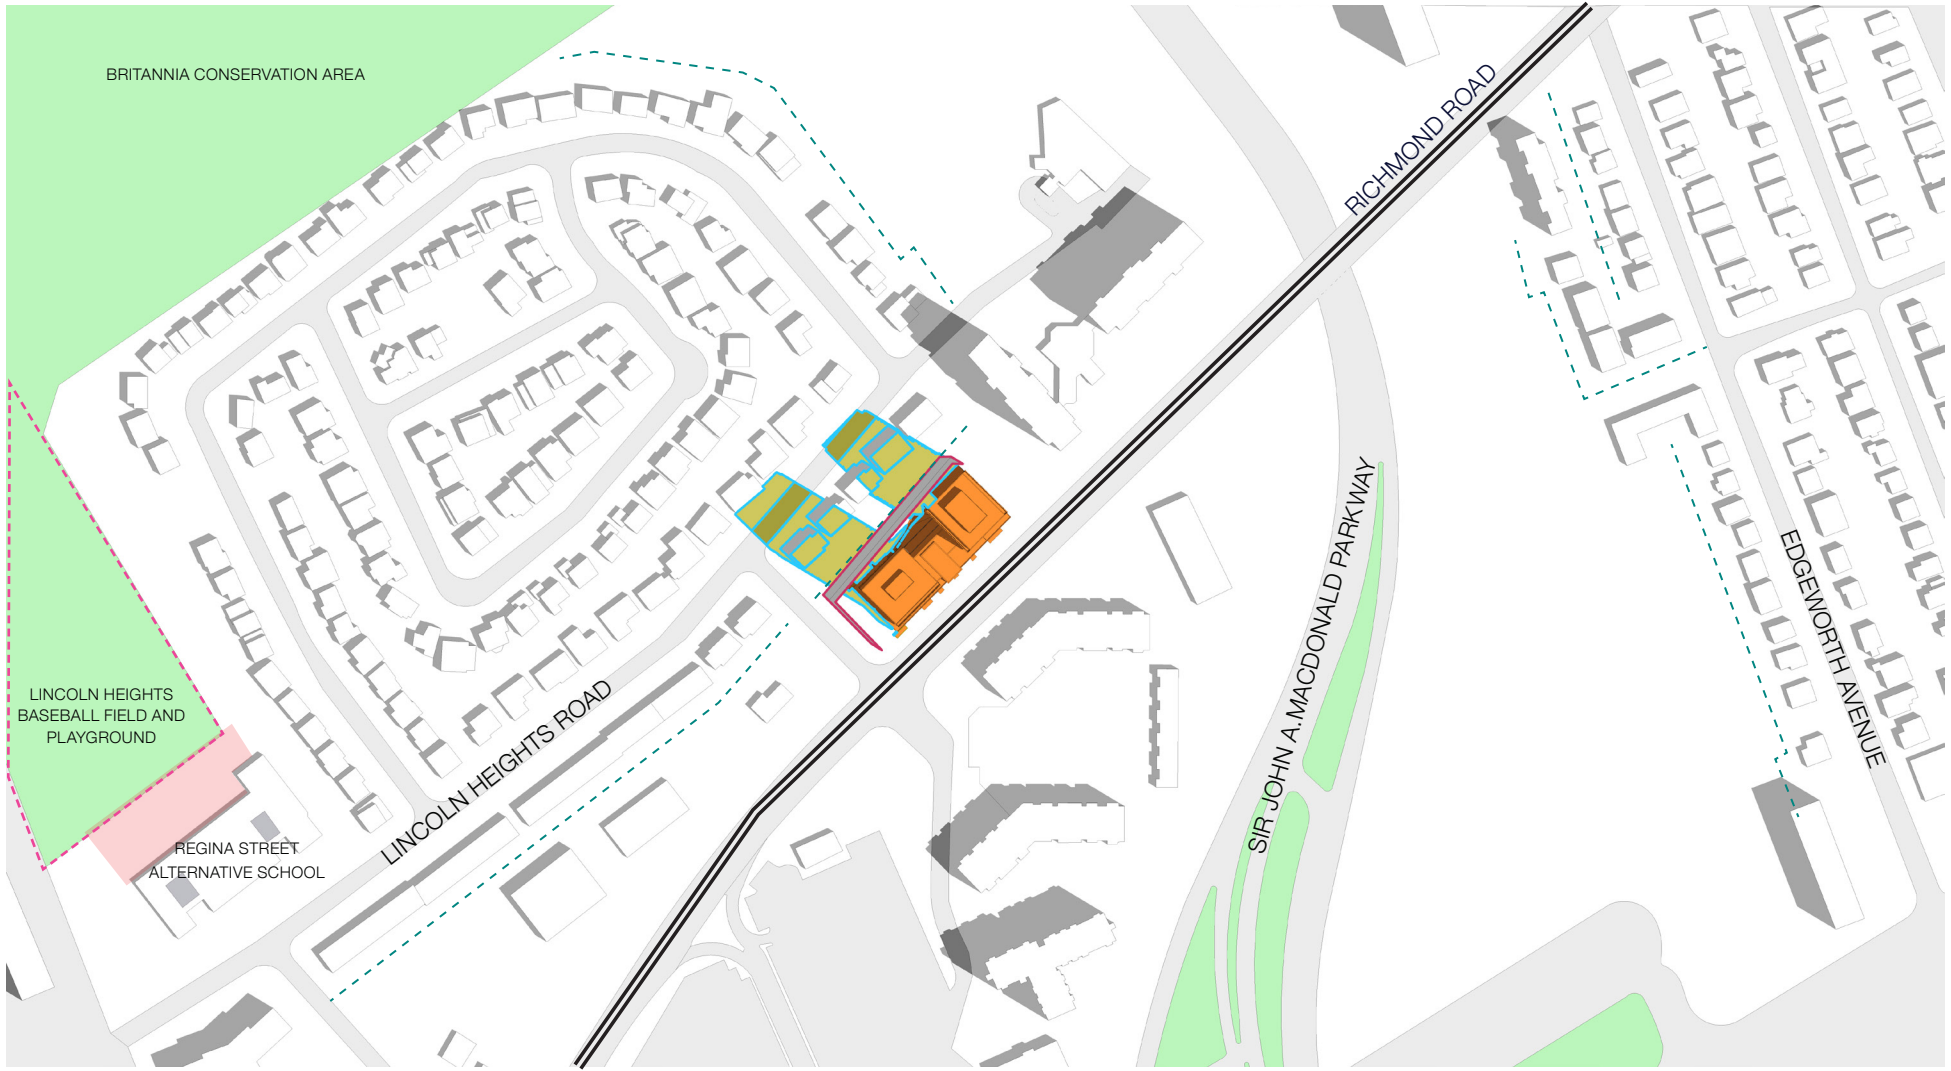 BRITANNIA CONSERVATION AREA
RICHMOND ROAD
SIR JOHN A.MACDONALD PARKWAY
EDGEWORTH AVENUE
LINCOLN HEIGHTS
BASEBALL FIELD AND
PLAYGROUND
LINCOLN HEIGHTS ROAD
REGINA STREET
ALTERNATIVE SCHOOL